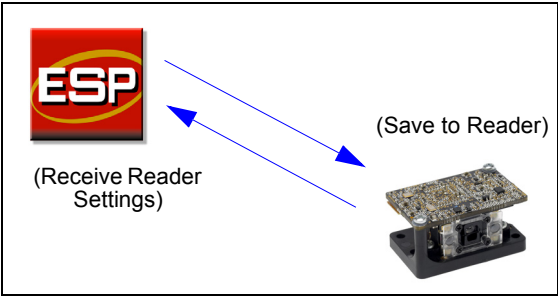 ESP
(Save to Reader)
(Receive Reader
Settings)